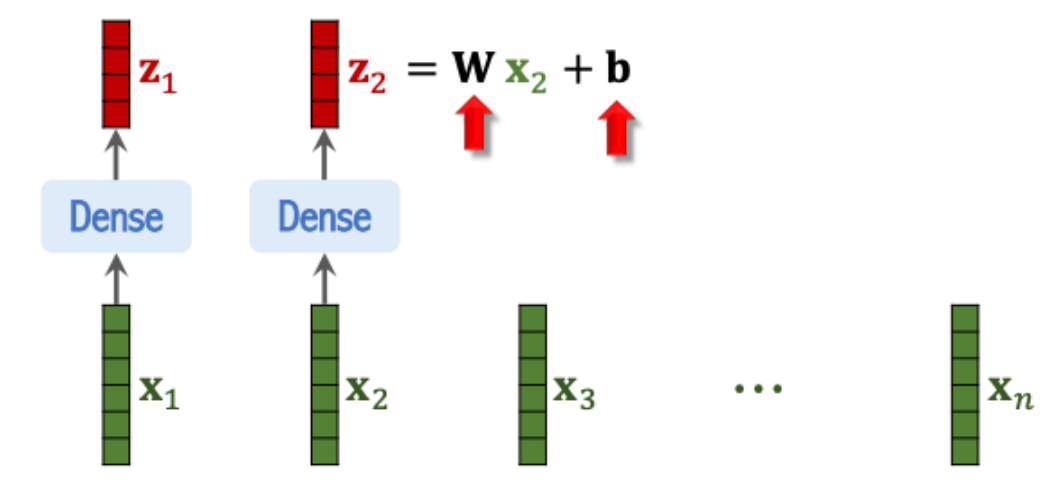 z₁ z₂ = W x₂ + b
Dense Dense
x₁ x₂ x₃ ⋯ xₙ